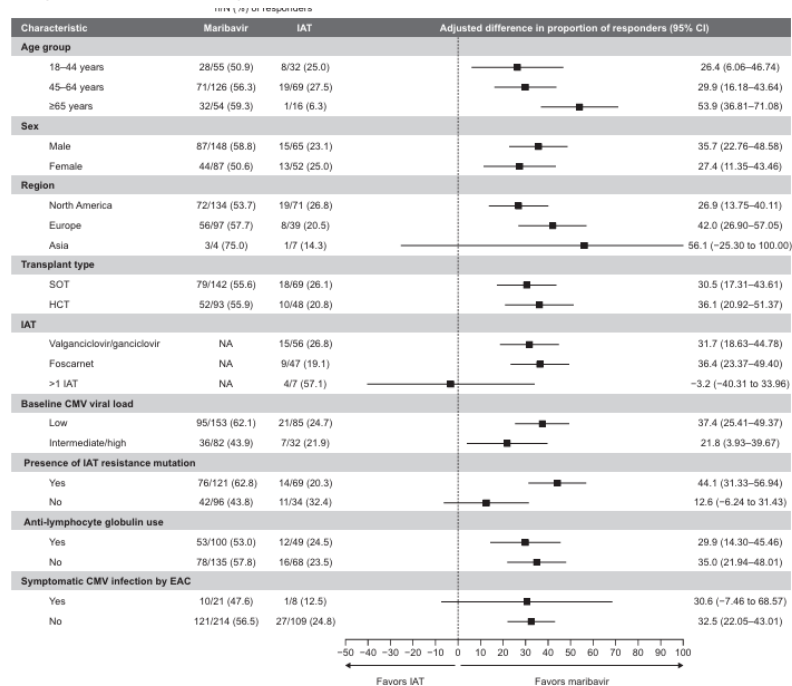 n/N (%) of responders
Characteristic Maribavir IAT Adjusted difference in proportion of responders (95% CI)
Age group
18–44 years 28/55 (50.9) 8/32 (25.0) 26.4 (6.06–46.74)
45–64 years 71/126 (56.3) 19/69 (27.5) 29.9 (16.18–43.64)
≥65 years 32/54 (59.3) 1/16 (6.3) 53.9 (36.81–71.08)
Sex
Male 87/148 (58.8) 15/65 (23.1) 35.7 (22.76–48.58)
Female 44/87 (50.6) 13/52 (25.0) 27.4 (11.35–43.46)
Region
North America 72/134 (53.7) 19/71 (26.8) 26.9 (13.75–40.11)
Europe 56/97 (57.7) 8/39 (20.5) 42.0 (26.90–57.05)
Asia 3/4 (75.0) 1/7 (14.3) 56.1 (−25.30 to 100.00)
Transplant type
SOT 79/142 (55.6) 18/69 (26.1) 30.5 (17.31–43.61)
HCT 52/93 (55.9) 10/48 (20.8) 36.1 (20.92–51.37)
IAT
Valganciclovir/ganciclovir NA 15/56 (26.8) 31.7 (18.63–44.78)
Foscarnet NA 9/47 (19.1) 36.4 (23.37–49.40)
>1 IAT NA 4/7 (57.1) −3.2 (−40.31 to 33.96)
Baseline CMV viral load
Low 95/153 (62.1) 21/85 (24.7) 37.4 (25.41–49.37)
Intermediate/high 36/82 (43.9) 7/32 (21.9) 21.8 (3.93–39.67)
Presence of IAT resistance mutation
Yes 76/121 (62.8) 14/69 (20.3) 44.1 (31.33–56.94)
No 42/96 (43.8) 11/34 (32.4) 12.6 (−6.24 to 31.43)
Anti-lymphocyte globulin use
Yes 53/100 (53.0) 12/49 (24.5) 29.9 (14.30–45.46)
No 78/135 (57.8) 16/68 (23.5) 35.0 (21.94–48.01)
Symptomatic CMV infection by EAC
Yes 10/21 (47.6) 1/8 (12.5) 30.6 (−7.46 to 68.57)
No 121/214 (56.5) 27/109 (24.8) 32.5 (22.05–43.01)
−50 −40 −30 −20 −10 0 10 20 30 40 50 60 70 80 90 100
Favors IAT Favors maribavir